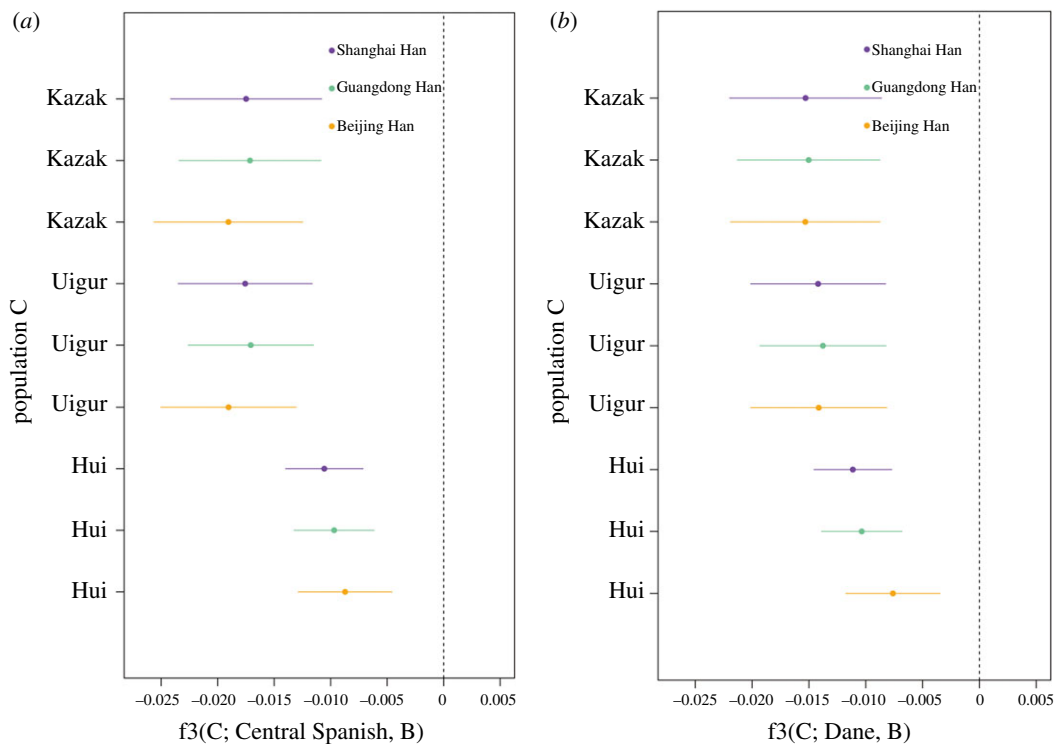 (a)
Shanghai Han
Guangdong Han
Beijing Han
Kazak
Kazak
Kazak
Uigur
Uigur
Uigur
Hui
Hui
Hui
population C
–0.025 –0.020 –0.015 –0.010 –0.005 0 0.005
f3(C; Central Spanish, B)
(b)
Shanghai Han
Guangdong Han
Beijing Han
Kazak
Kazak
Kazak
Uigur
Uigur
Uigur
Hui
Hui
Hui
population C
–0.025 –0.020 –0.015 –0.010 –0.005 0 0.005
f3(C; Dane, B)